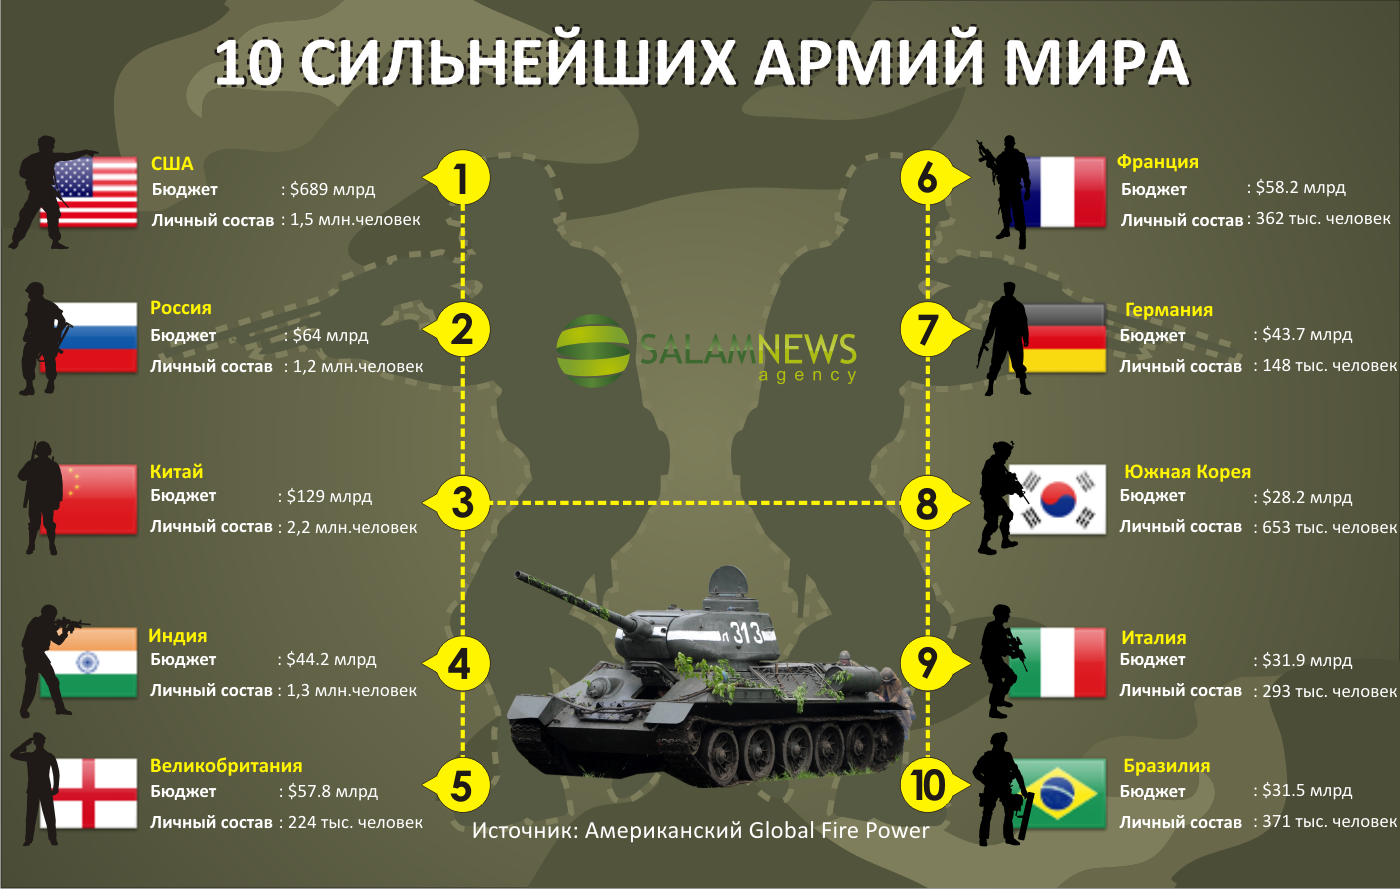 10 СИЛЬНЕЙШИХ АРМИЙ МИРА
1
США
Бюджет : $689 млрд
Личный состав : 1,5 млн.человек
2
Россия
Бюджет : $64 млрд
Личный состав : 1,2 млн.человек
3
Китай
Бюджет : $129 млрд
Личный состав : 2,2 млн.человек
4
Индия
Бюджет : $44.2 млрд
Личный состав : 1,3 млн.человек
5
Великобритания
Бюджет : $57.8 млрд
Личный состав : 224 тыс. человек
6
Франция
Бюджет : $58.2 млрд
Личный состав : 362 тыс. человек
7
Германия
Бюджет : $43.7 млрд
Личный состав : 148 тыс. человек
8
Южная Корея
Бюджет : $28.2 млрд
Личный состав : 653 тыс. человек
9
Италия
Бюджет : $31.9 млрд
Личный состав : 293 тыс. человек
10
Бразилия
Бюджет : $31.5 млрд
Личный состав : 371 тыс. человек
SALAMNEWS
agency
л 313
Источник: Американский Global Fire Power